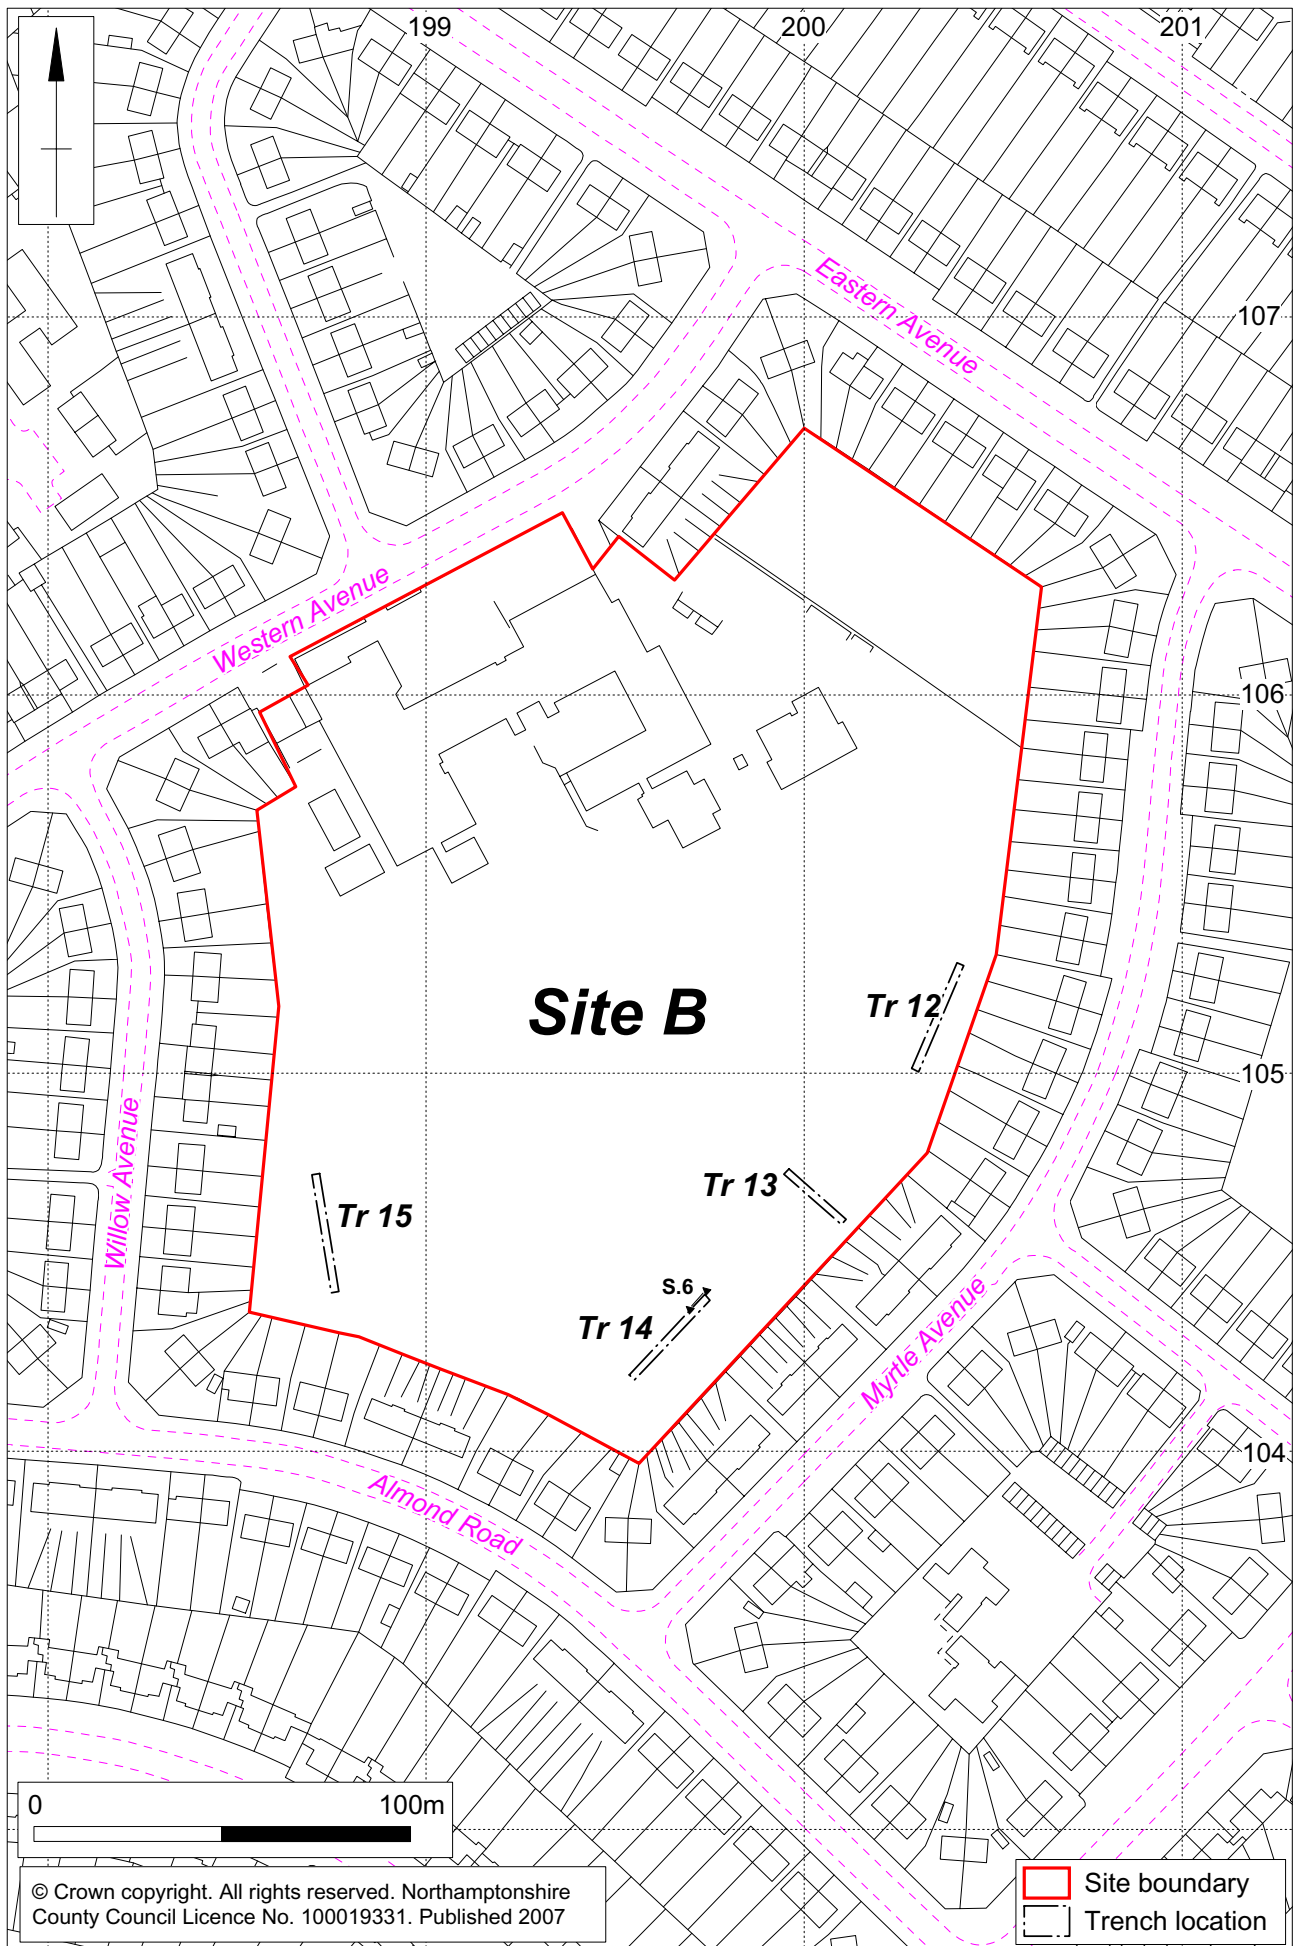 199
200
201
Eastern Avenue
107
Western Avenue
106
Site B
Tr 12
105
Willow Avenue
Tr 13
Tr 15
S.6
Tr 14
Myrtle Avenue
104
Almond Road
0
100m
© Crown copyright. All rights reserved. Northamptonshire
County Council Licence No. 100019331. Published 2007
Site boundary
Trench location